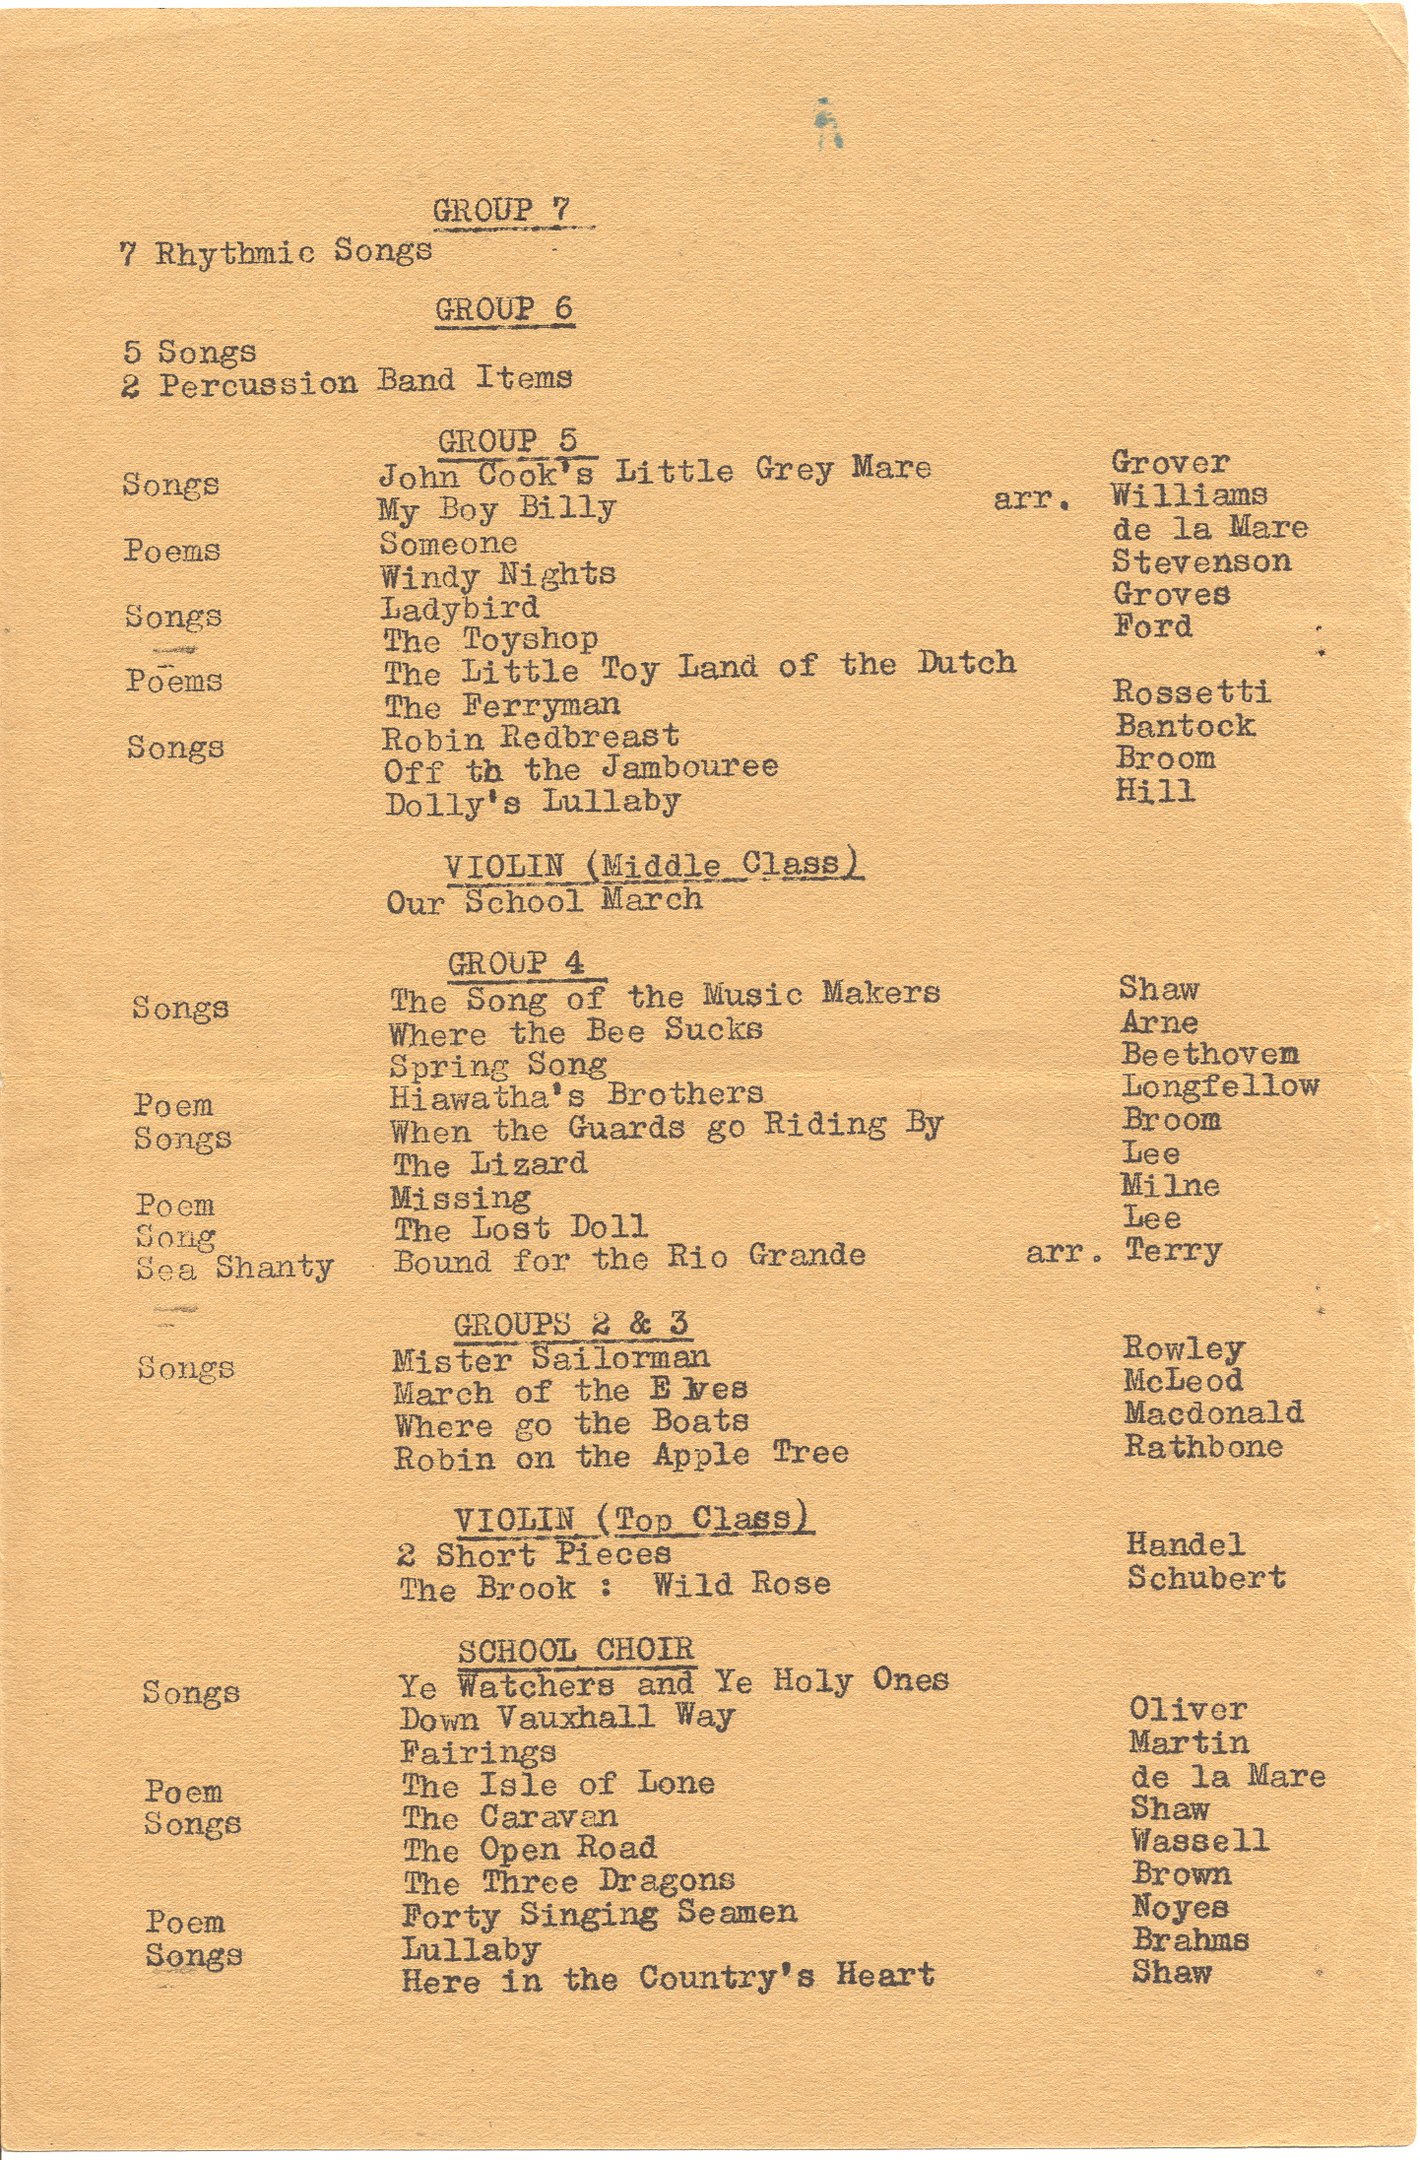 GROUP 7
7 Rhythmic Songs
GROUP 6
5 Songs
2 Percussion Band Items
GROUP 5
Songs John Cook's Little Grey Mare Grover
My Boy Billy arr. Williams
Poems Someone de la Mare
Windy Nights Stevenson
Songs Ladybird Groves
The Toyshop Ford
Poems The Little Toy Land of the Dutch
The Ferryman Rossetti
Songs Robin Redbreast Bantock
Off th the Jambouree Broom
Dolly's Lullaby Hill
VIOLIN (Middle Class)
Our School March
GROUP 4
Songs The Song of the Music Makers Shaw
Where the Bee Sucks Arne
Spring Song Beethovem
Poem Hiawatha's Brothers Longfellow
Songs When the Guards go Riding By Broom
The Lizard Lee
Poem Missing Milne
Song The Lost Doll Lee
Sea Shanty Bound for the Rio Grande arr. Terry
GROUPS 2 & 3
Songs Mister Sailorman Rowley
March of the Elves McLeod
Where go the Boats Macdonald
Robin on the Apple Tree Rathbone
VIOLIN (Top Class)
2 Short Pieces Handel
The Brook : Wild Rose Schubert
SCHOOL CHOIR
Songs Ye Watchers and Ye Holy Ones
Down Vauxhall Way Oliver
Fairings Martin
Poem The Isle of Lone de la Mare
Songs The Caravan Shaw
The Open Road Wassell
The Three Dragons Brown
Poem Forty Singing Seamen Noyes
Songs Lullaby Brahms
Here in the Country's Heart Shaw